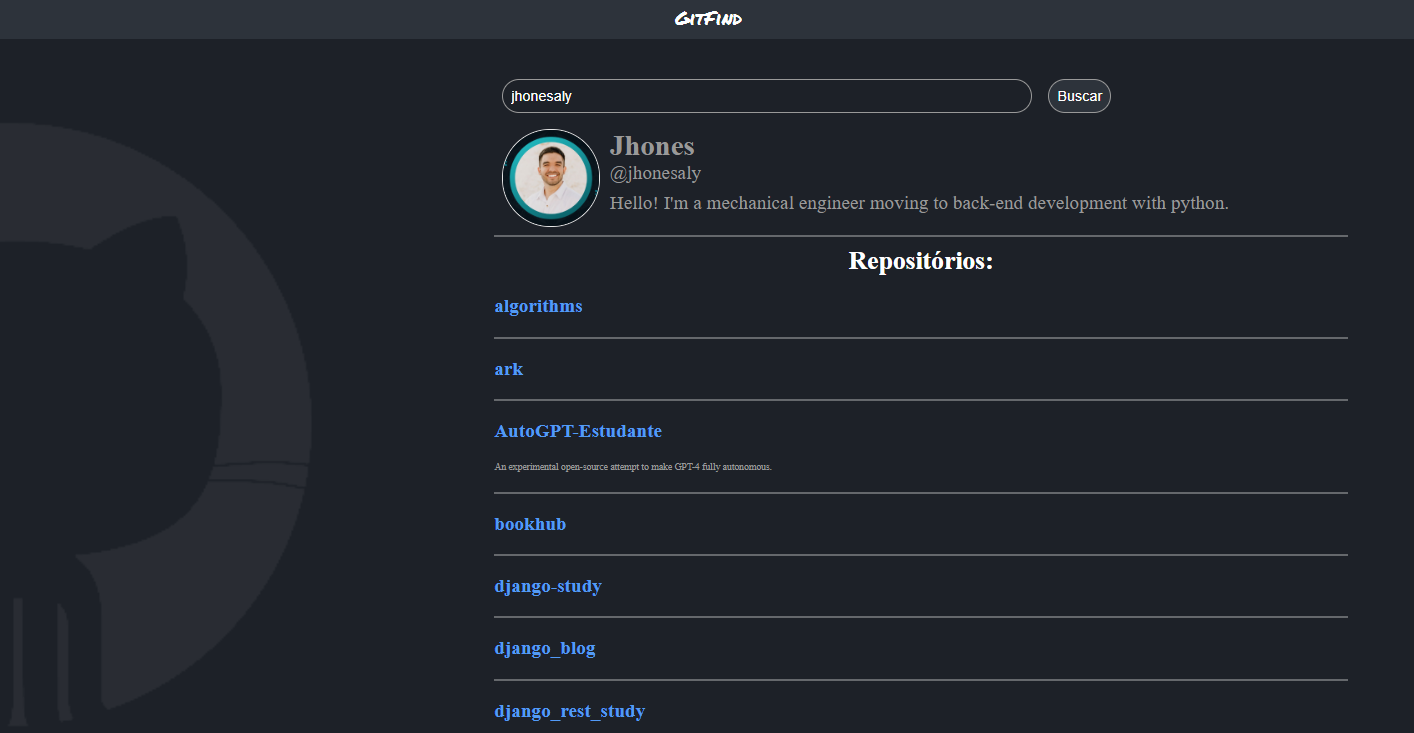 GitFind
jhonesaly
Buscar
Jhones
@jhonesaly
Hello! I'm a mechanical engineer moving to back-end development with python.
Repositórios:
algorithms
ark
AutoGPT-Estudante
An experimental open-source attempt to make GPT-4 fully autonomous.
bookhub
django-study
django_blog
django_rest_study